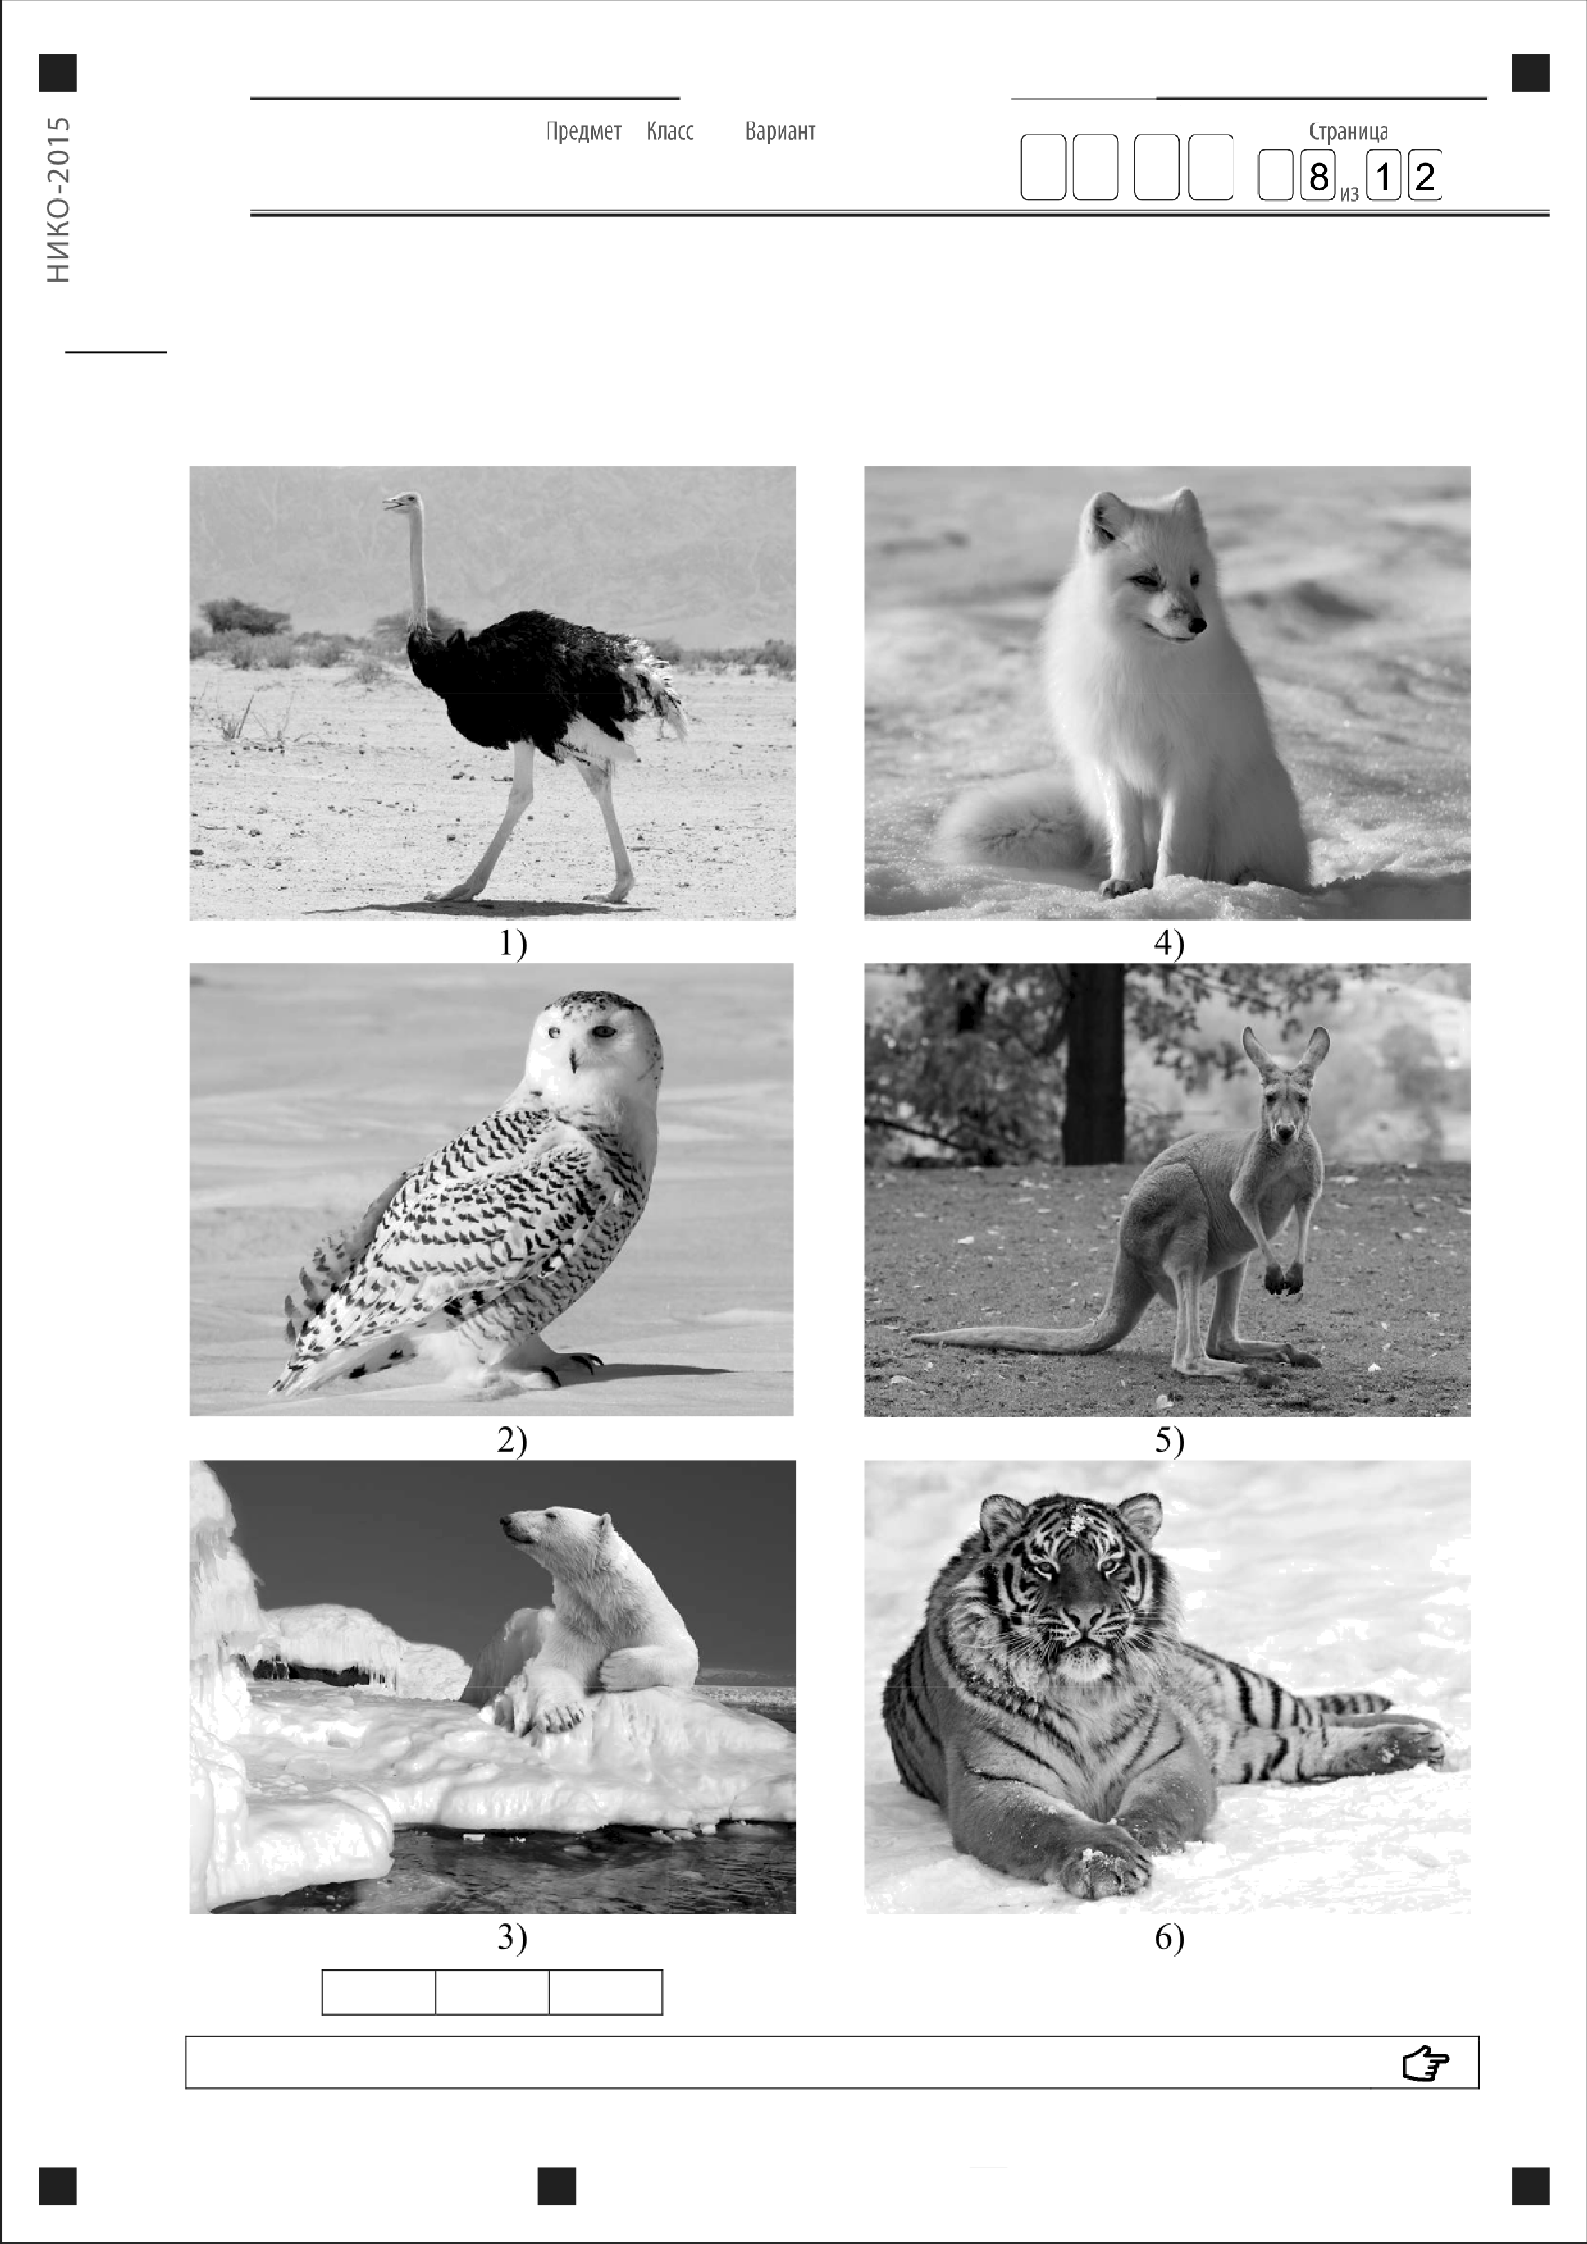 НИКО-2015
Предмет Класс Вариант
Страница
8 из 12
1)
4)
2)
5)
3)
6)